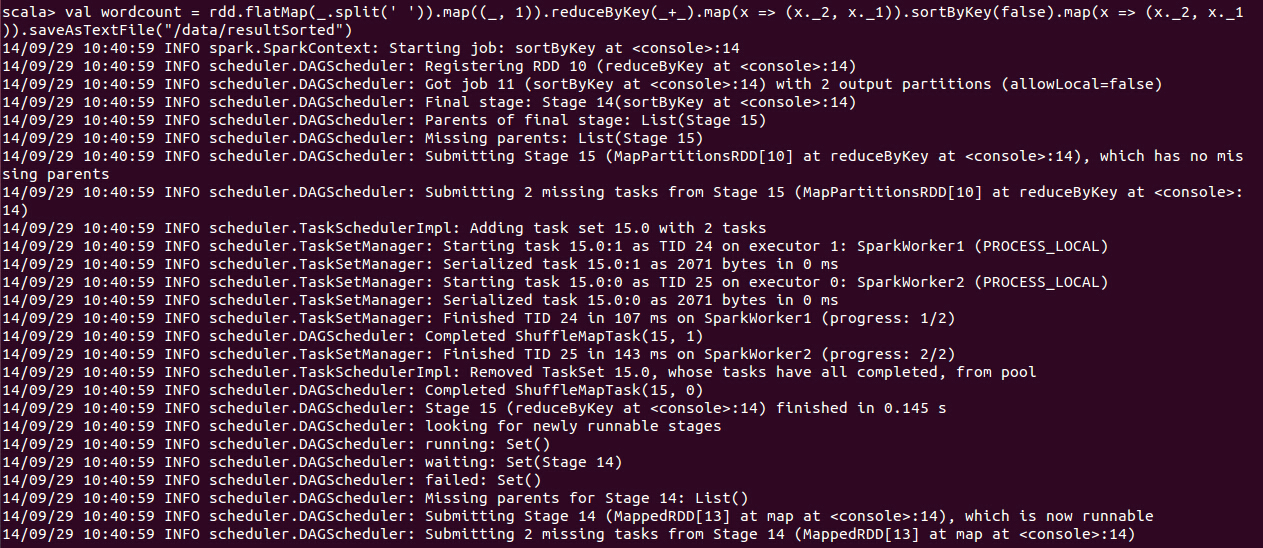 scala> val wordcount = rdd.flatMap(_.split(' ')).map((_, 1)).reduceByKey(_+_).map(x => (x._2, x._1)).sortByKey(false).map(x => (x._2, x._1
)).saveAsTextFile("/data/resultSorted")
14/09/29 10:40:59 INFO spark.SparkContext: Starting job: sortByKey at <console>:14
14/09/29 10:40:59 INFO scheduler.DAGScheduler: Registering RDD 10 (reduceByKey at <console>:14)
14/09/29 10:40:59 INFO scheduler.DAGScheduler: Got job 11 (sortByKey at <console>:14) with 2 output partitions (allowLocal=false)
14/09/29 10:40:59 INFO scheduler.DAGScheduler: Final stage: Stage 14(sortByKey at <console>:14)
14/09/29 10:40:59 INFO scheduler.DAGScheduler: Parents of final stage: List(Stage 15)
14/09/29 10:40:59 INFO scheduler.DAGScheduler: Missing parents: List(Stage 15)
14/09/29 10:40:59 INFO scheduler.DAGScheduler: Submitting Stage 15 (MapPartitionsRDD[10] at reduceByKey at <console>:14), which has no mis
sing parents
14/09/29 10:40:59 INFO scheduler.DAGScheduler: Submitting 2 missing tasks from Stage 15 (MapPartitionsRDD[10] at reduceByKey at <console>:
14)
14/09/29 10:40:59 INFO scheduler.TaskSchedulerImpl: Adding task set 15.0 with 2 tasks
14/09/29 10:40:59 INFO scheduler.TaskSetManager: Starting task 15.0:1 as TID 24 on executor 1: SparkWorker1 (PROCESS_LOCAL)
14/09/29 10:40:59 INFO scheduler.TaskSetManager: Serialized task 15.0:1 as 2071 bytes in 0 ms
14/09/29 10:40:59 INFO scheduler.TaskSetManager: Starting task 15.0:0 as TID 25 on executor 0: SparkWorker2 (PROCESS_LOCAL)
14/09/29 10:40:59 INFO scheduler.TaskSetManager: Serialized task 15.0:0 as 2071 bytes in 0 ms
14/09/29 10:40:59 INFO scheduler.TaskSetManager: Finished TID 24 in 107 ms on SparkWorker1 (progress: 1/2)
14/09/29 10:40:59 INFO scheduler.DAGScheduler: Completed ShuffleMapTask(15, 1)
14/09/29 10:40:59 INFO scheduler.TaskSetManager: Finished TID 25 in 143 ms on SparkWorker2 (progress: 2/2)
14/09/29 10:40:59 INFO scheduler.TaskSchedulerImpl: Removed TaskSet 15.0, whose tasks have all completed, from pool
14/09/29 10:40:59 INFO scheduler.DAGScheduler: Completed ShuffleMapTask(15, 0)
14/09/29 10:40:59 INFO scheduler.DAGScheduler: Stage 15 (reduceByKey at <console>:14) finished in 0.145 s
14/09/29 10:40:59 INFO scheduler.DAGScheduler: looking for newly runnable stages
14/09/29 10:40:59 INFO scheduler.DAGScheduler: running: Set()
14/09/29 10:40:59 INFO scheduler.DAGScheduler: waiting: Set(Stage 14)
14/09/29 10:40:59 INFO scheduler.DAGScheduler: failed: Set()
14/09/29 10:40:59 INFO scheduler.DAGScheduler: Missing parents for Stage 14: List()
14/09/29 10:40:59 INFO scheduler.DAGScheduler: Submitting Stage 14 (MappedRDD[13] at map at <console>:14), which is now runnable
14/09/29 10:40:59 INFO scheduler.DAGScheduler: Submitting 2 missing tasks from Stage 14 (MappedRDD[13] at map at <console>:14)